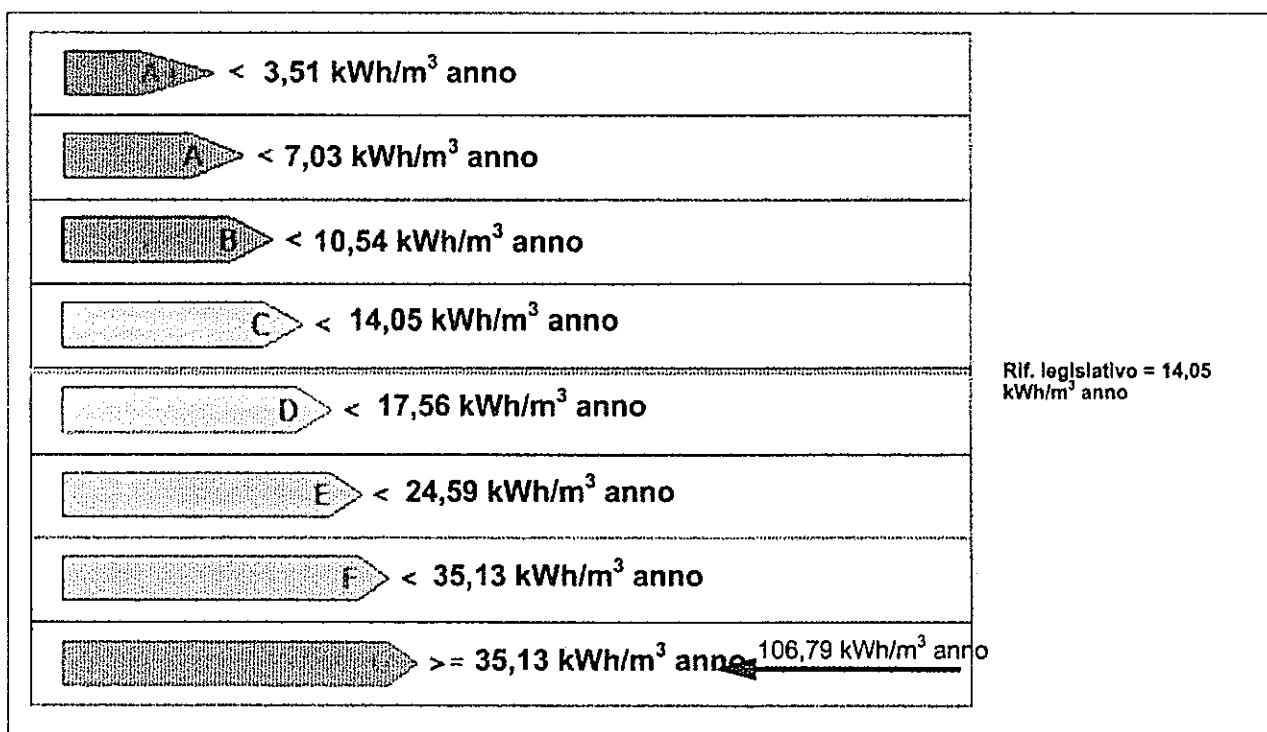 A+ < 3,51 kWh/m³ anno
A < 7,03 kWh/m³ anno
B < 10,54 kWh/m³ anno
C < 14,05 kWh/m³ anno
Rif. legislativo = 14,05
kWh/m³ anno
D < 17,56 kWh/m³ anno
E < 24,59 kWh/m³ anno
F < 35,13 kWh/m³ anno
G >= 35,13 kWh/m³ anno 106,79 kWh/m³ anno